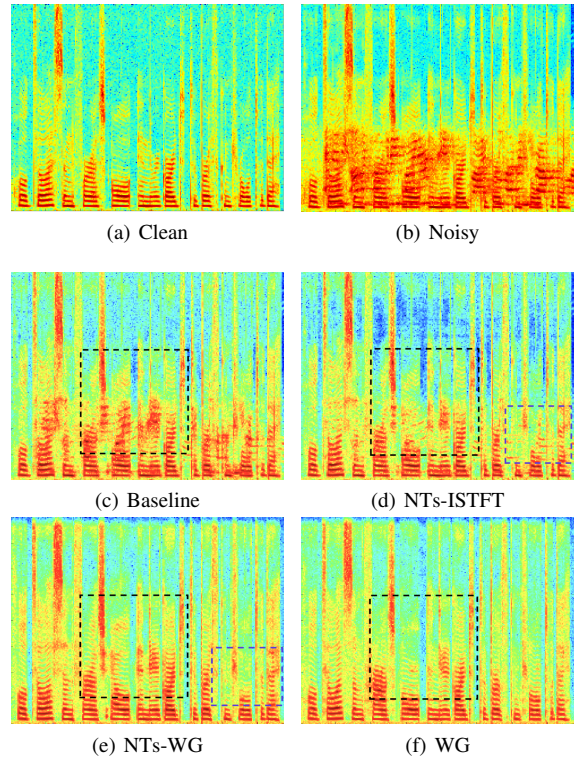 (a) Clean
(b) Noisy
(c) Baseline
(d) NTs-ISTFT
(e) NTs-WG
(f) WG